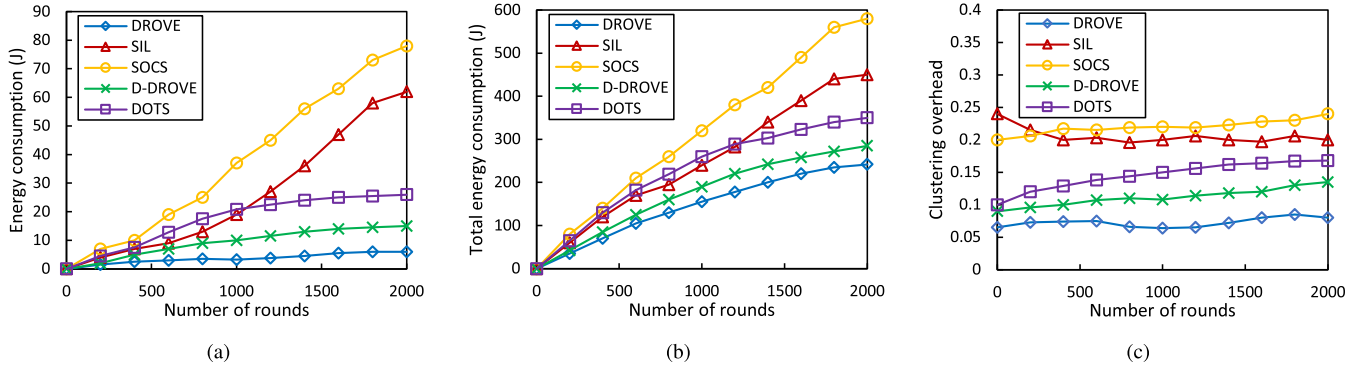 90
80
70
60
50
40
30
20
10
0
Energy consumption (J)
DROVE
SIL
SOCS
D-DROVE
DOTS
0 500 1000 1500 2000
Number of rounds
(a)
600
500
400
300
200
100
0
Total energy consumption (J)
DROVE
SIL
SOCS
D-DROVE
DOTS
0 500 1000 1500 2000
Number of rounds
(b)
0.4
0.35
0.3
0.25
0.2
0.15
0.1
0.05
0
Clustering overhead
DROVE
SIL
SOCS
D-DROVE
DOTS
0 500 1000 1500 2000
Number of rounds
(c)